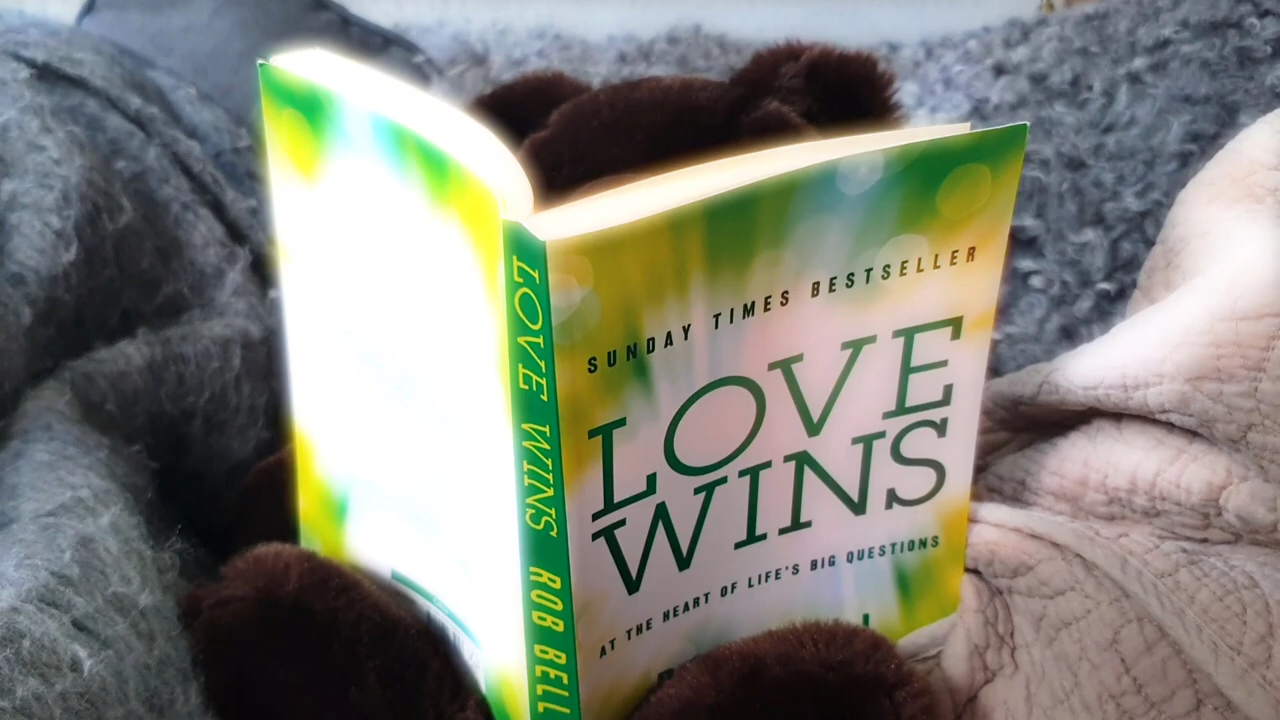 LOVE WINS ROB BELL
SUNDAY TIMES BESTSELLER
LOVE
WINS
AT THE HEART OF LIFE'S BIG QUESTIONS